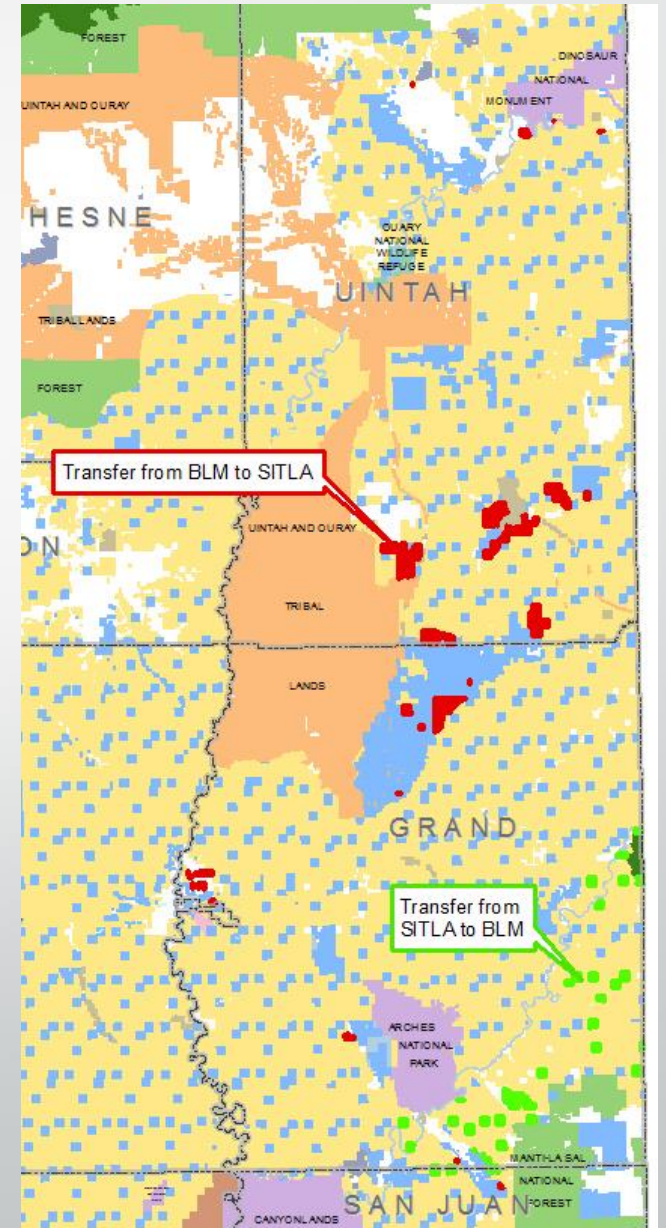 FOREST
DINOSAUR
NATIONAL
MONUMENT
UINTAH AND OURAY
HESNE
OUARY
NATIONAL
WILDLIFE
REFUGE
UINTAH
TRIBAL LANDS
FOREST
Transfer from BLM to SITLA
UINTAH AND OURAY
ON
TRIBAL
LANDS
GRAND
Transfer from
SITLA to BLM
ARCHES
NATIONAL
PARK
MANTI-LA SAL
NATIONAL
FOREST
SAN JUAN
CANYONLANDS